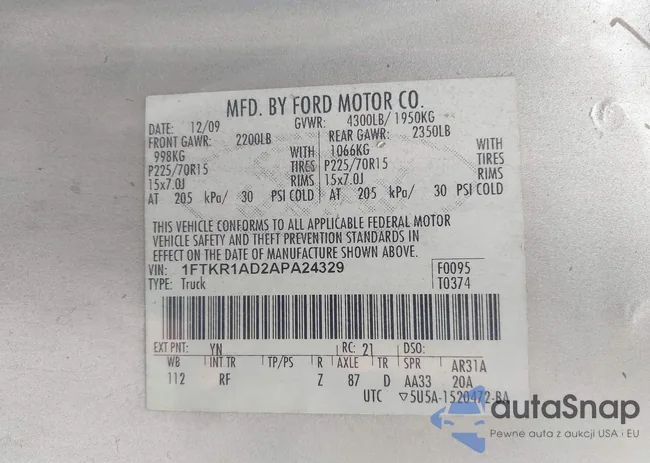 MFD. BY FORD MOTOR CO.
DATE: 12/09 GVWR: 4300LB/ 1950KG
FRONT GAWR: 2200LB REAR GAWR: 2350LB
998KG WITH 1066KG WITH
P225/70R15 TIRES P225/70R15 TIRES
15x7.0J RIMS 15x7.0J RIMS
AT 205 kPa/ 30 PSI COLD AT 205 kPa/ 30 PSI COLD
THIS VEHICLE CONFORMS TO ALL APPLICABLE FEDERAL MOTOR
VEHICLE SAFETY AND THEFT PREVENTION STANDARDS IN
EFFECT ON THE DATE OF MANUFACTURE SHOWN ABOVE.
VIN: 1FTKR1AD2APA24329 F0095
TYPE: Truck T0374
EXT PNT: YN RC: 21 DSO:
WB INT TR TP/PS R AXLE TR SPR AR31A
112 RF Z 87 D AA33 20A
UTC ▽5U5A-1520472-BA
autaSnap
Pewne auta z aukcji USA i EU